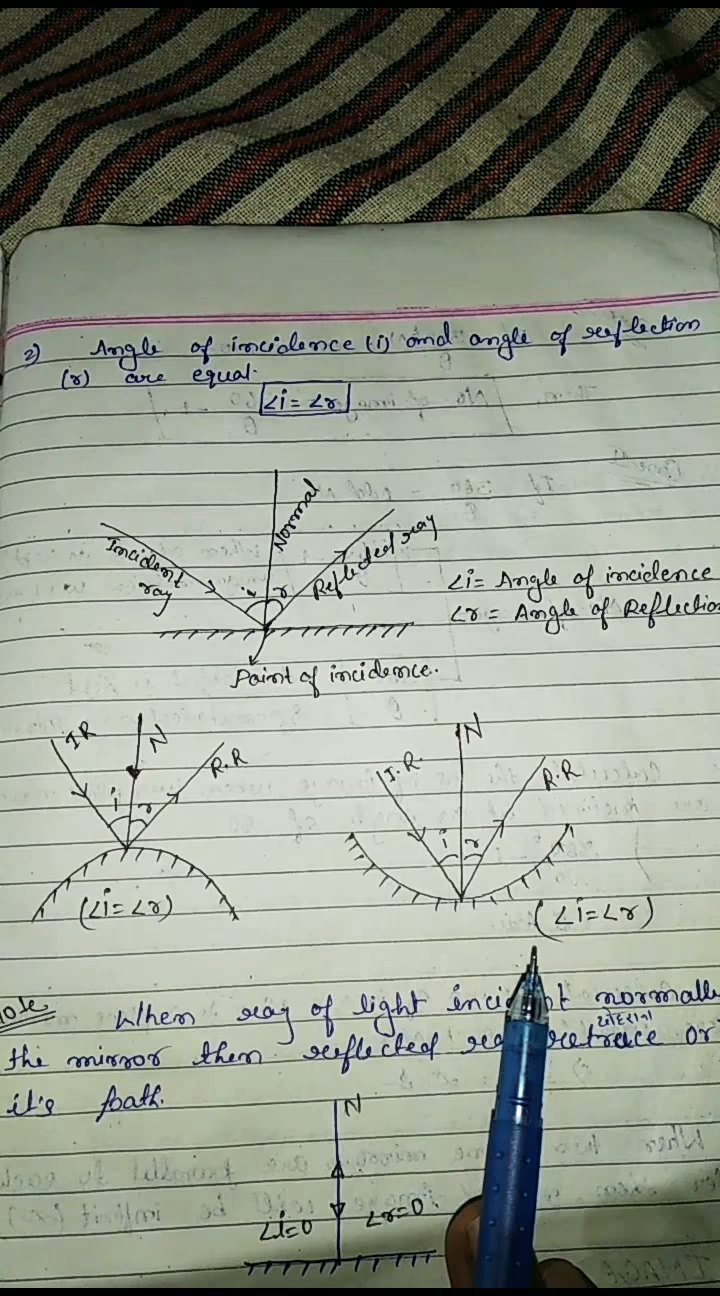 2) Angle of incidence (i) and angle of reflection
(r) are equal.
∠i = ∠r
Normal
Incident
ray
Reflected ray
i r
∠i = Angle of incidence
∠r = Angle of Reflection
Point of incidence.
I R
N
R.R
i r
(∠i = ∠r)
I.R.
N
R.R
i r
(∠i = ∠r)
Note
When ray of light normally
the mirror then reflected retrace or
it's path.
N
∠i=0 ∠r=0